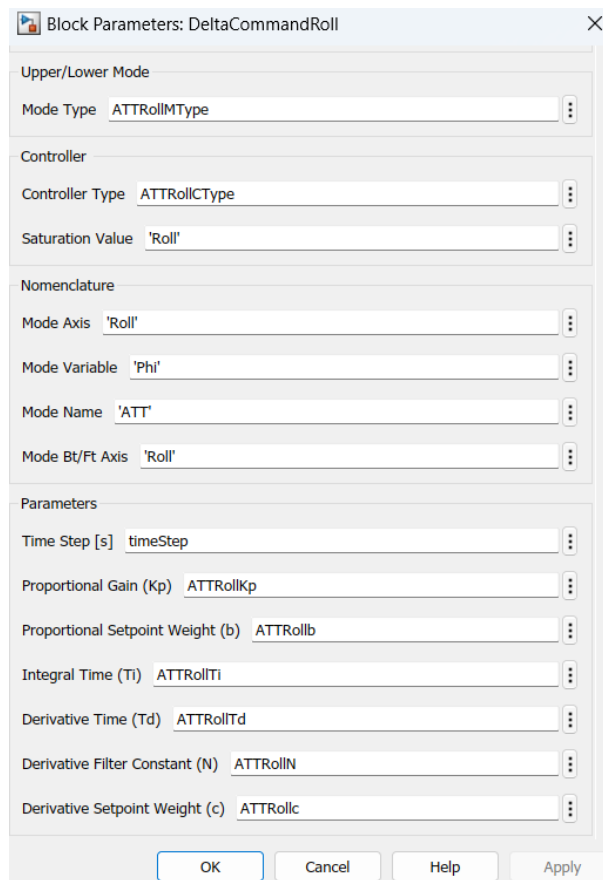 Block Parameters: DeltaCommandRoll
Upper/Lower Mode
Mode Type ATTRollMType
Controller
Controller Type ATTRollCType
Saturation Value 'Roll'
Nomenclature
Mode Axis 'Roll'
Mode Variable 'Phi'
Mode Name 'ATT'
Mode Bt/Ft Axis 'Roll'
Parameters
Time Step [s] timeStep
Proportional Gain (Kp) ATTRollKp
Proportional Setpoint Weight (b) ATTRollb
Integral Time (Ti) ATTRollTi
Derivative Time (Td) ATTRollTd
Derivative Filter Constant (N) ATTRollN
Derivative Setpoint Weight (c) ATTRollc
OK Cancel Help Apply